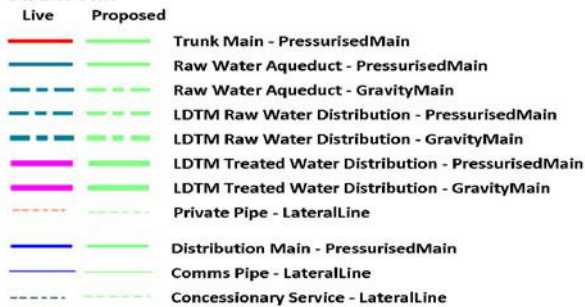 Live Proposed
Trunk Main - PressurisedMain
Raw Water Aqueduct - PressurisedMain
Raw Water Aqueduct - GravityMain
LDTM Raw Water Distribution - PressurisedMain
LDTM Raw Water Distribution - GravityMain
LDTM Treated Water Distribution - PressurisedMain
LDTM Treated Water Distribution - GravityMain
Private Pipe - LateralLine
Distribution Main - PressurisedMain
Comms Pipe - LateralLine
Concessionary Service - LateralLine